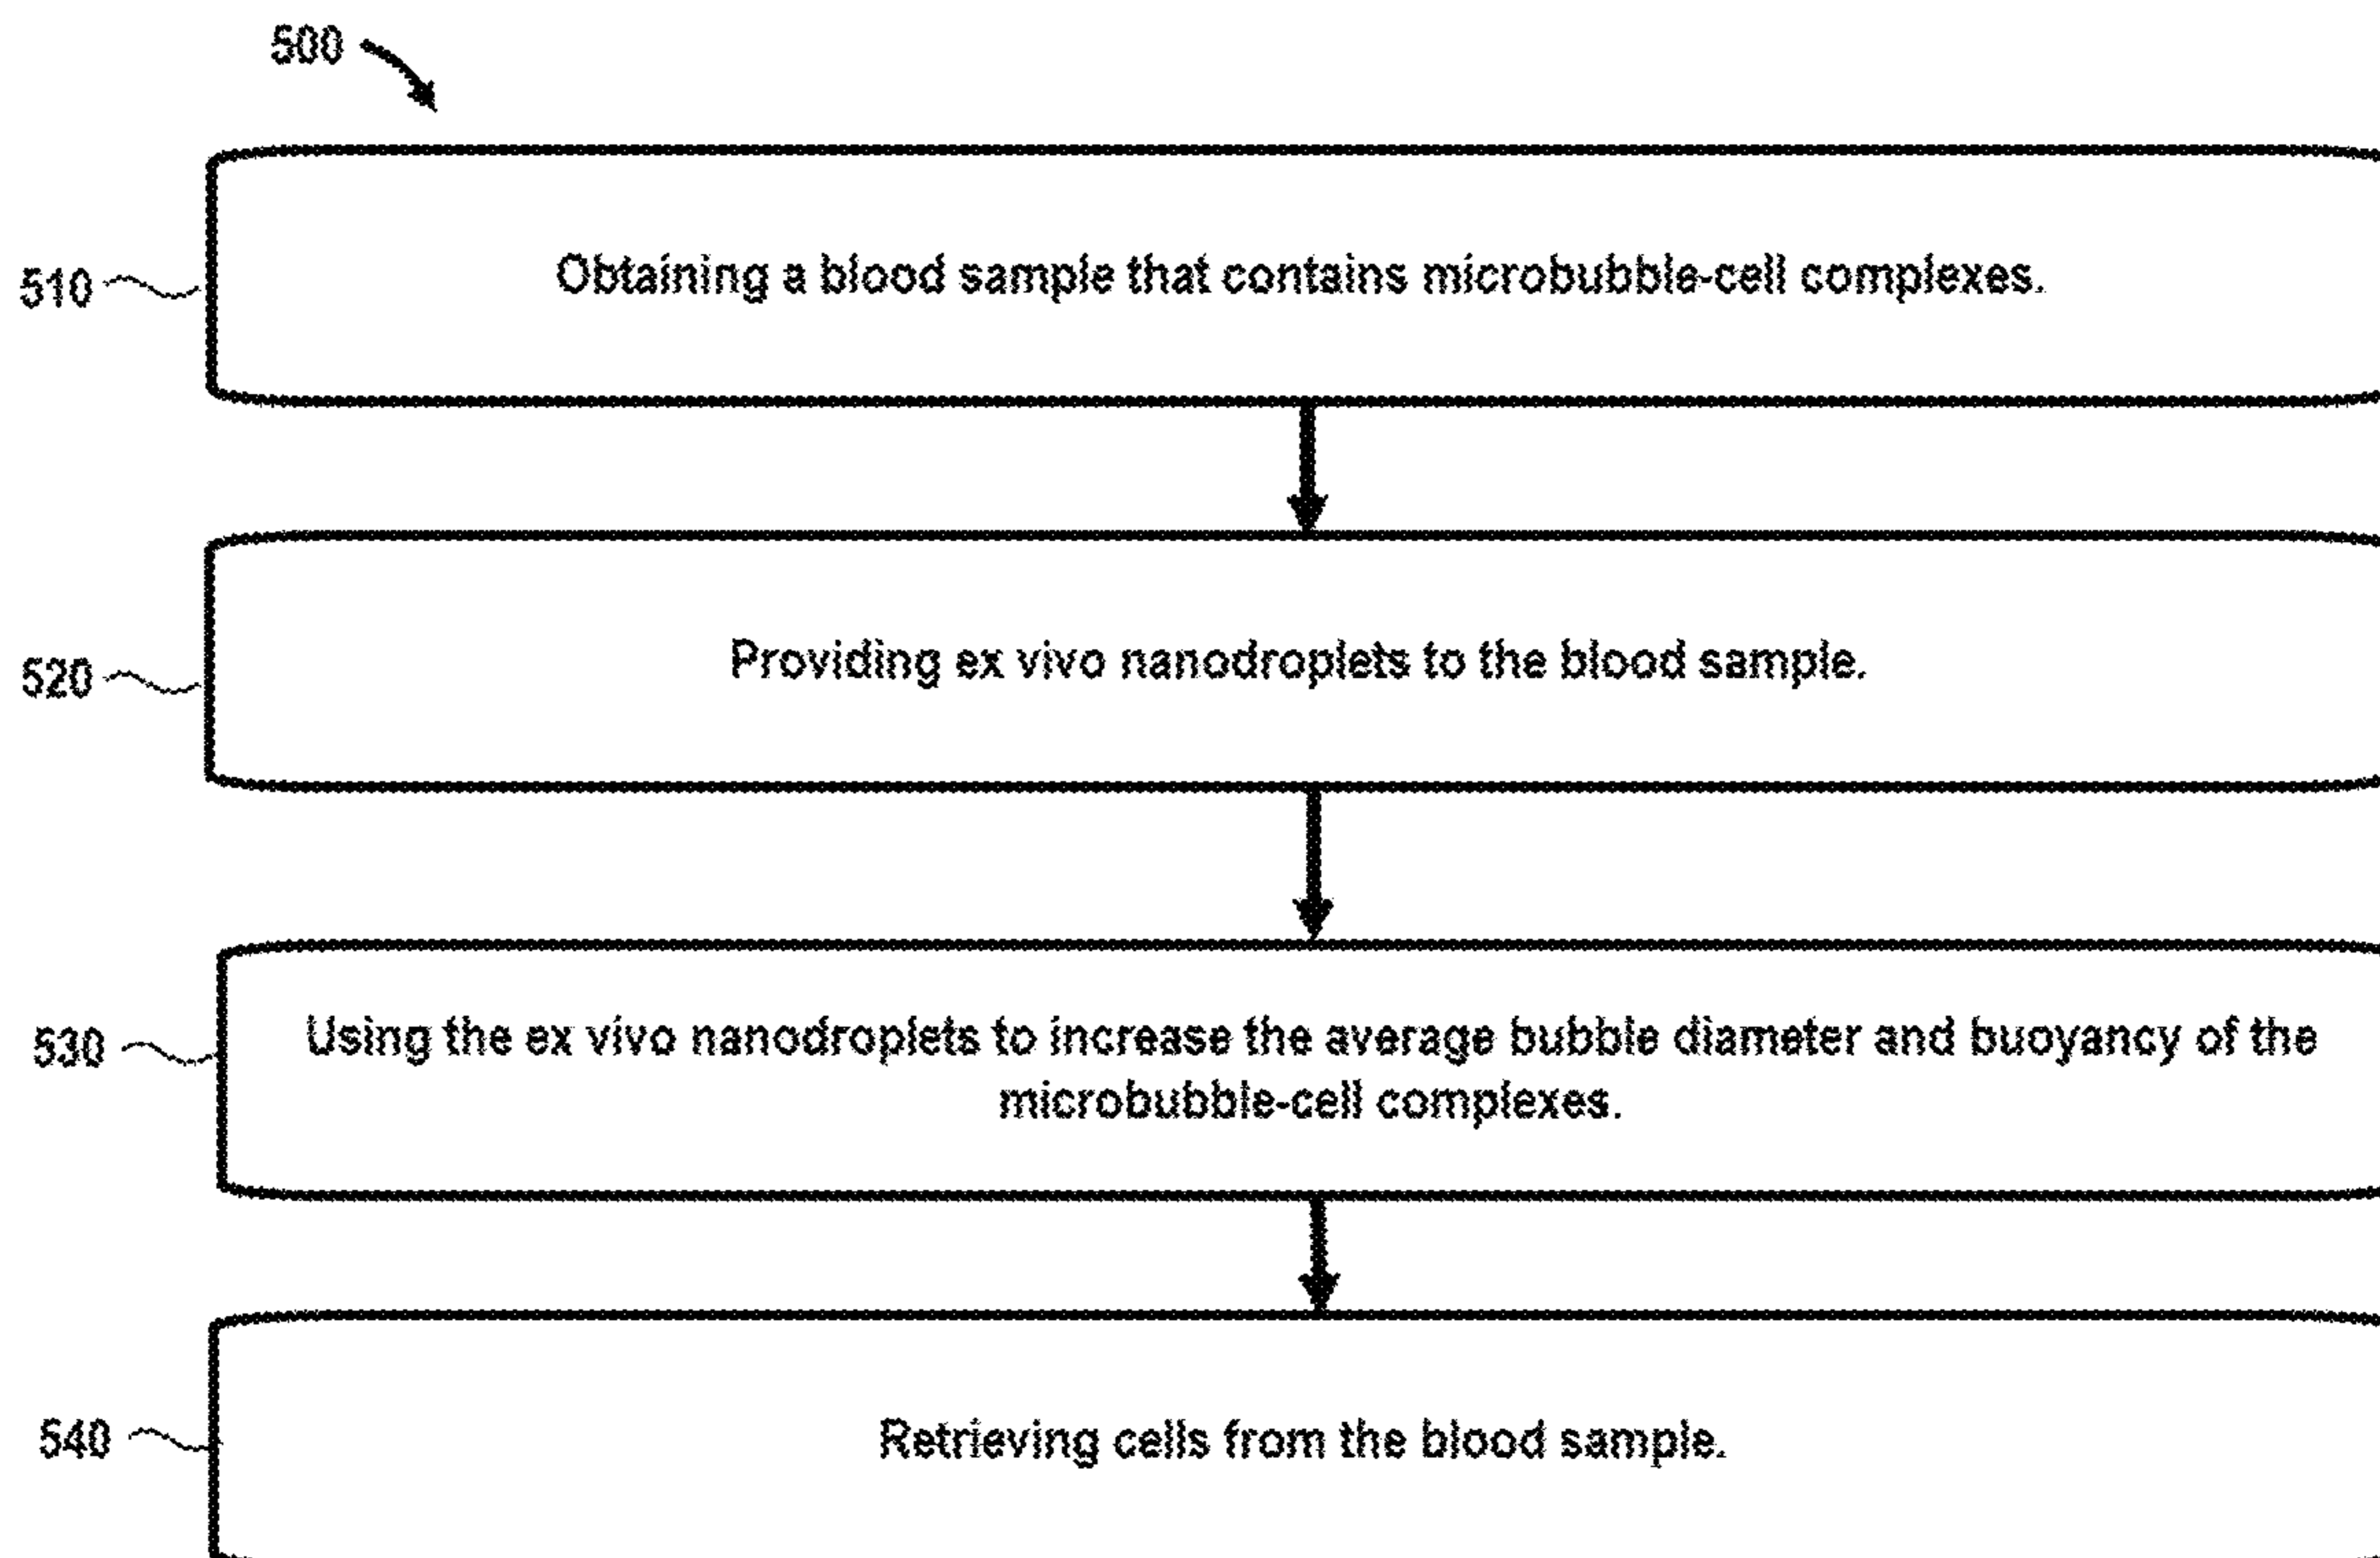 500
510
Obtaining a blood sample that contains microbubble-cell complexes.
520
Providing ex vivo nanodroplets to the blood sample.
530
Using the ex vivo nanodroplets to increase the average bubble diameter and buoyancy of the
microbubble-cell complexes.
540
Retrieving cells from the blood sample.